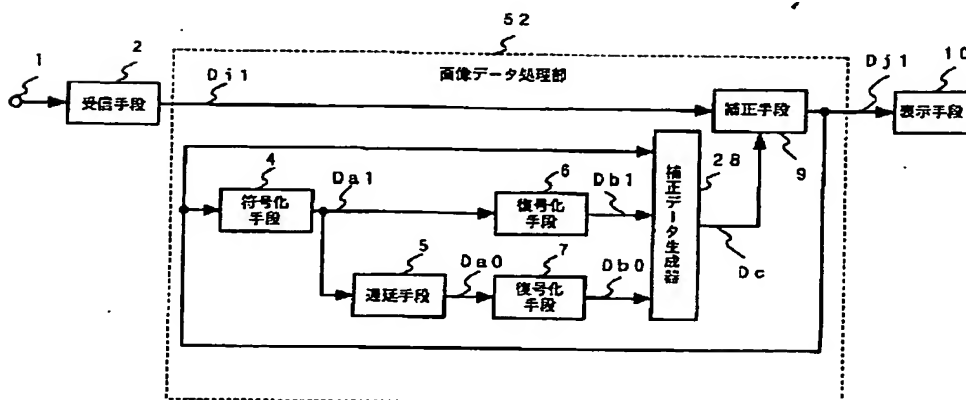 52
1
2
受信手段
Di1
画像データ処理部
補正手段
9
Dj1
10
表示手段
4
符号化
手段
Da1
6
復号化
手段
Db1
補正データ生成器
28
Dc
5
遅延手段
Da0
7
復号化
手段
Db0